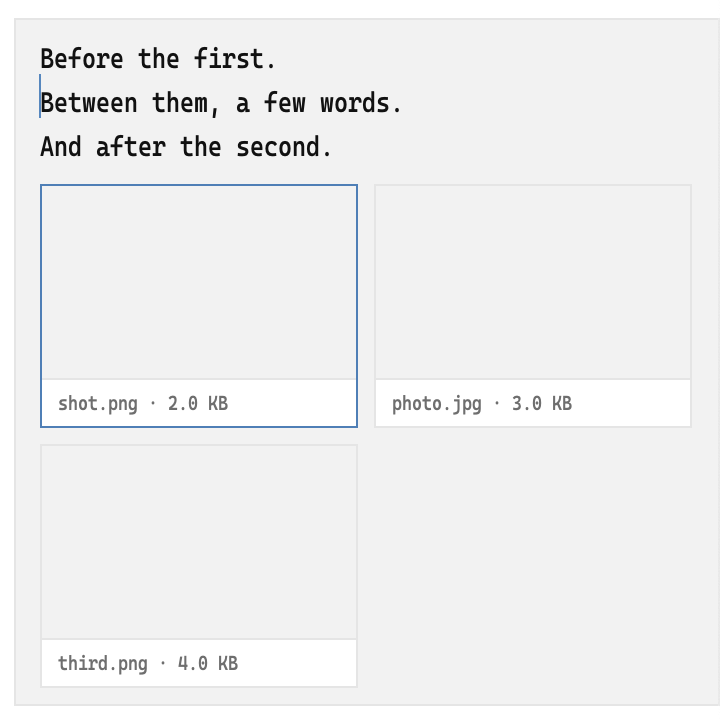 Before the first.
Between them, a few words.
And after the second.
shot.png · 2.0 KB
photo.jpg · 3.0 KB
third.png · 4.0 KB